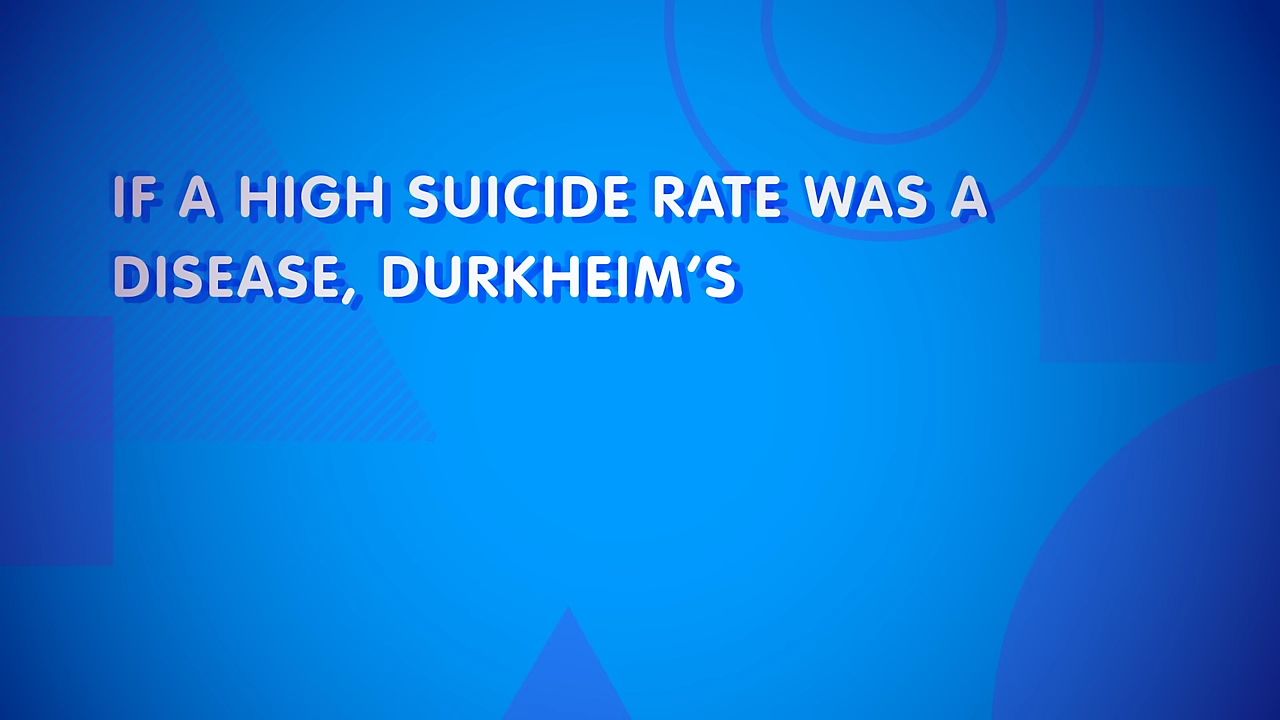 IF A HIGH SUICIDE RATE WAS A
DISEASE, DURKHEIM’S